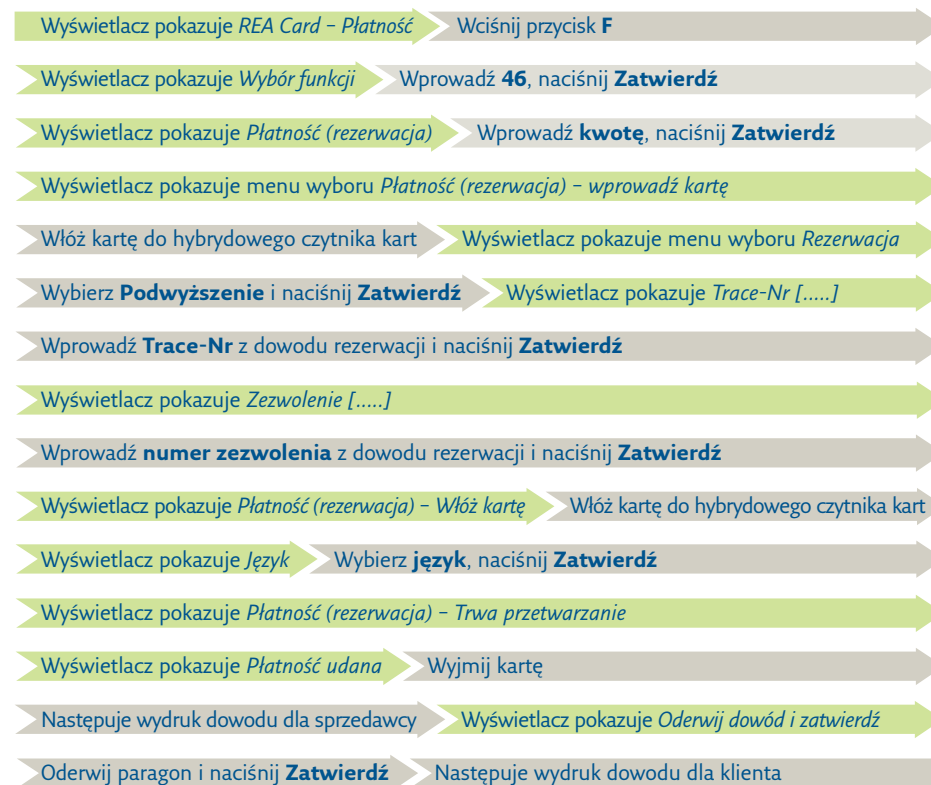 Wyświetlacz pokazuje REA Card – Płatność Wciśnij przycisk F
Wyświetlacz pokazuje Wybór funkcji Wprowadź 46, naciśnij Zatwierdź
Wyświetlacz pokazuje Płatność (rezerwacja) Wprowadź kwotę, naciśnij Zatwierdź
Wyświetlacz pokazuje menu wyboru Płatność (rezerwacja) – wprowadź kartę
Włóż kartę do hybrydowego czytnika kart Wyświetlacz pokazuje menu wyboru Rezerwacja
Wybierz Podwyższenie i naciśnij Zatwierdź Wyświetlacz pokazuje Trace-Nr [.....]
Wprowadź Trace-Nr z dowodu rezerwacji i naciśnij Zatwierdź
Wyświetlacz pokazuje Zezwolenie [.....]
Wprowadź numer zezwolenia z dowodu rezerwacji i naciśnij Zatwierdź
Wyświetlacz pokazuje Płatność (rezerwacja) – Włóż kartę Włóż kartę do hybrydowego czytnika kart
Wyświetlacz pokazuje Język Wybierz język, naciśnij Zatwierdź
Wyświetlacz pokazuje Płatność (rezerwacja) – Trwa przetwarzanie
Wyświetlacz pokazuje Płatność udana Wyjmij kartę
Następuje wydruk dowodu dla sprzedawcy Wyświetlacz pokazuje Oderwij dowód i zatwierdź
Oderwij paragon i naciśnij Zatwierdź Następuje wydruk dowodu dla klienta